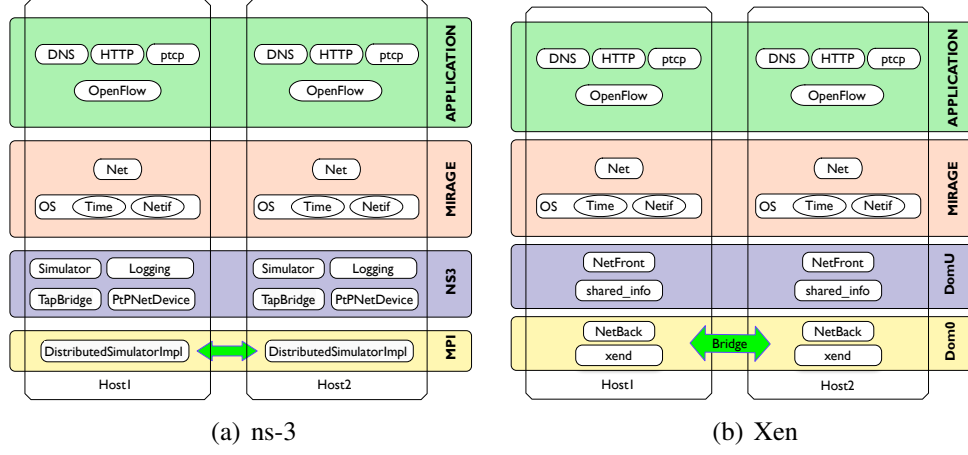 DNS HTTP ptcp
OpenFlow
DNS HTTP ptcp
OpenFlow
APPLICATION
Net
OS Time Netif
Net
OS Time Netif
MIRAGE
Simulator Logging
TapBridge PtPNetDevice
Simulator Logging
TapBridge PtPNetDevice
NS3
DistributedSimulatorImpl
DistributedSimulatorImpl
MPI
Host1
Host2
(a) ns-3
DNS HTTP ptcp
OpenFlow
DNS HTTP ptcp
OpenFlow
APPLICATION
Net
OS Time Netif
Net
OS Time Netif
MIRAGE
NetFront
shared_info
NetFront
shared_info
DomU
NetBack
xend
Bridge
NetBack
xend
Dom0
Host1
Host2
(b) Xen